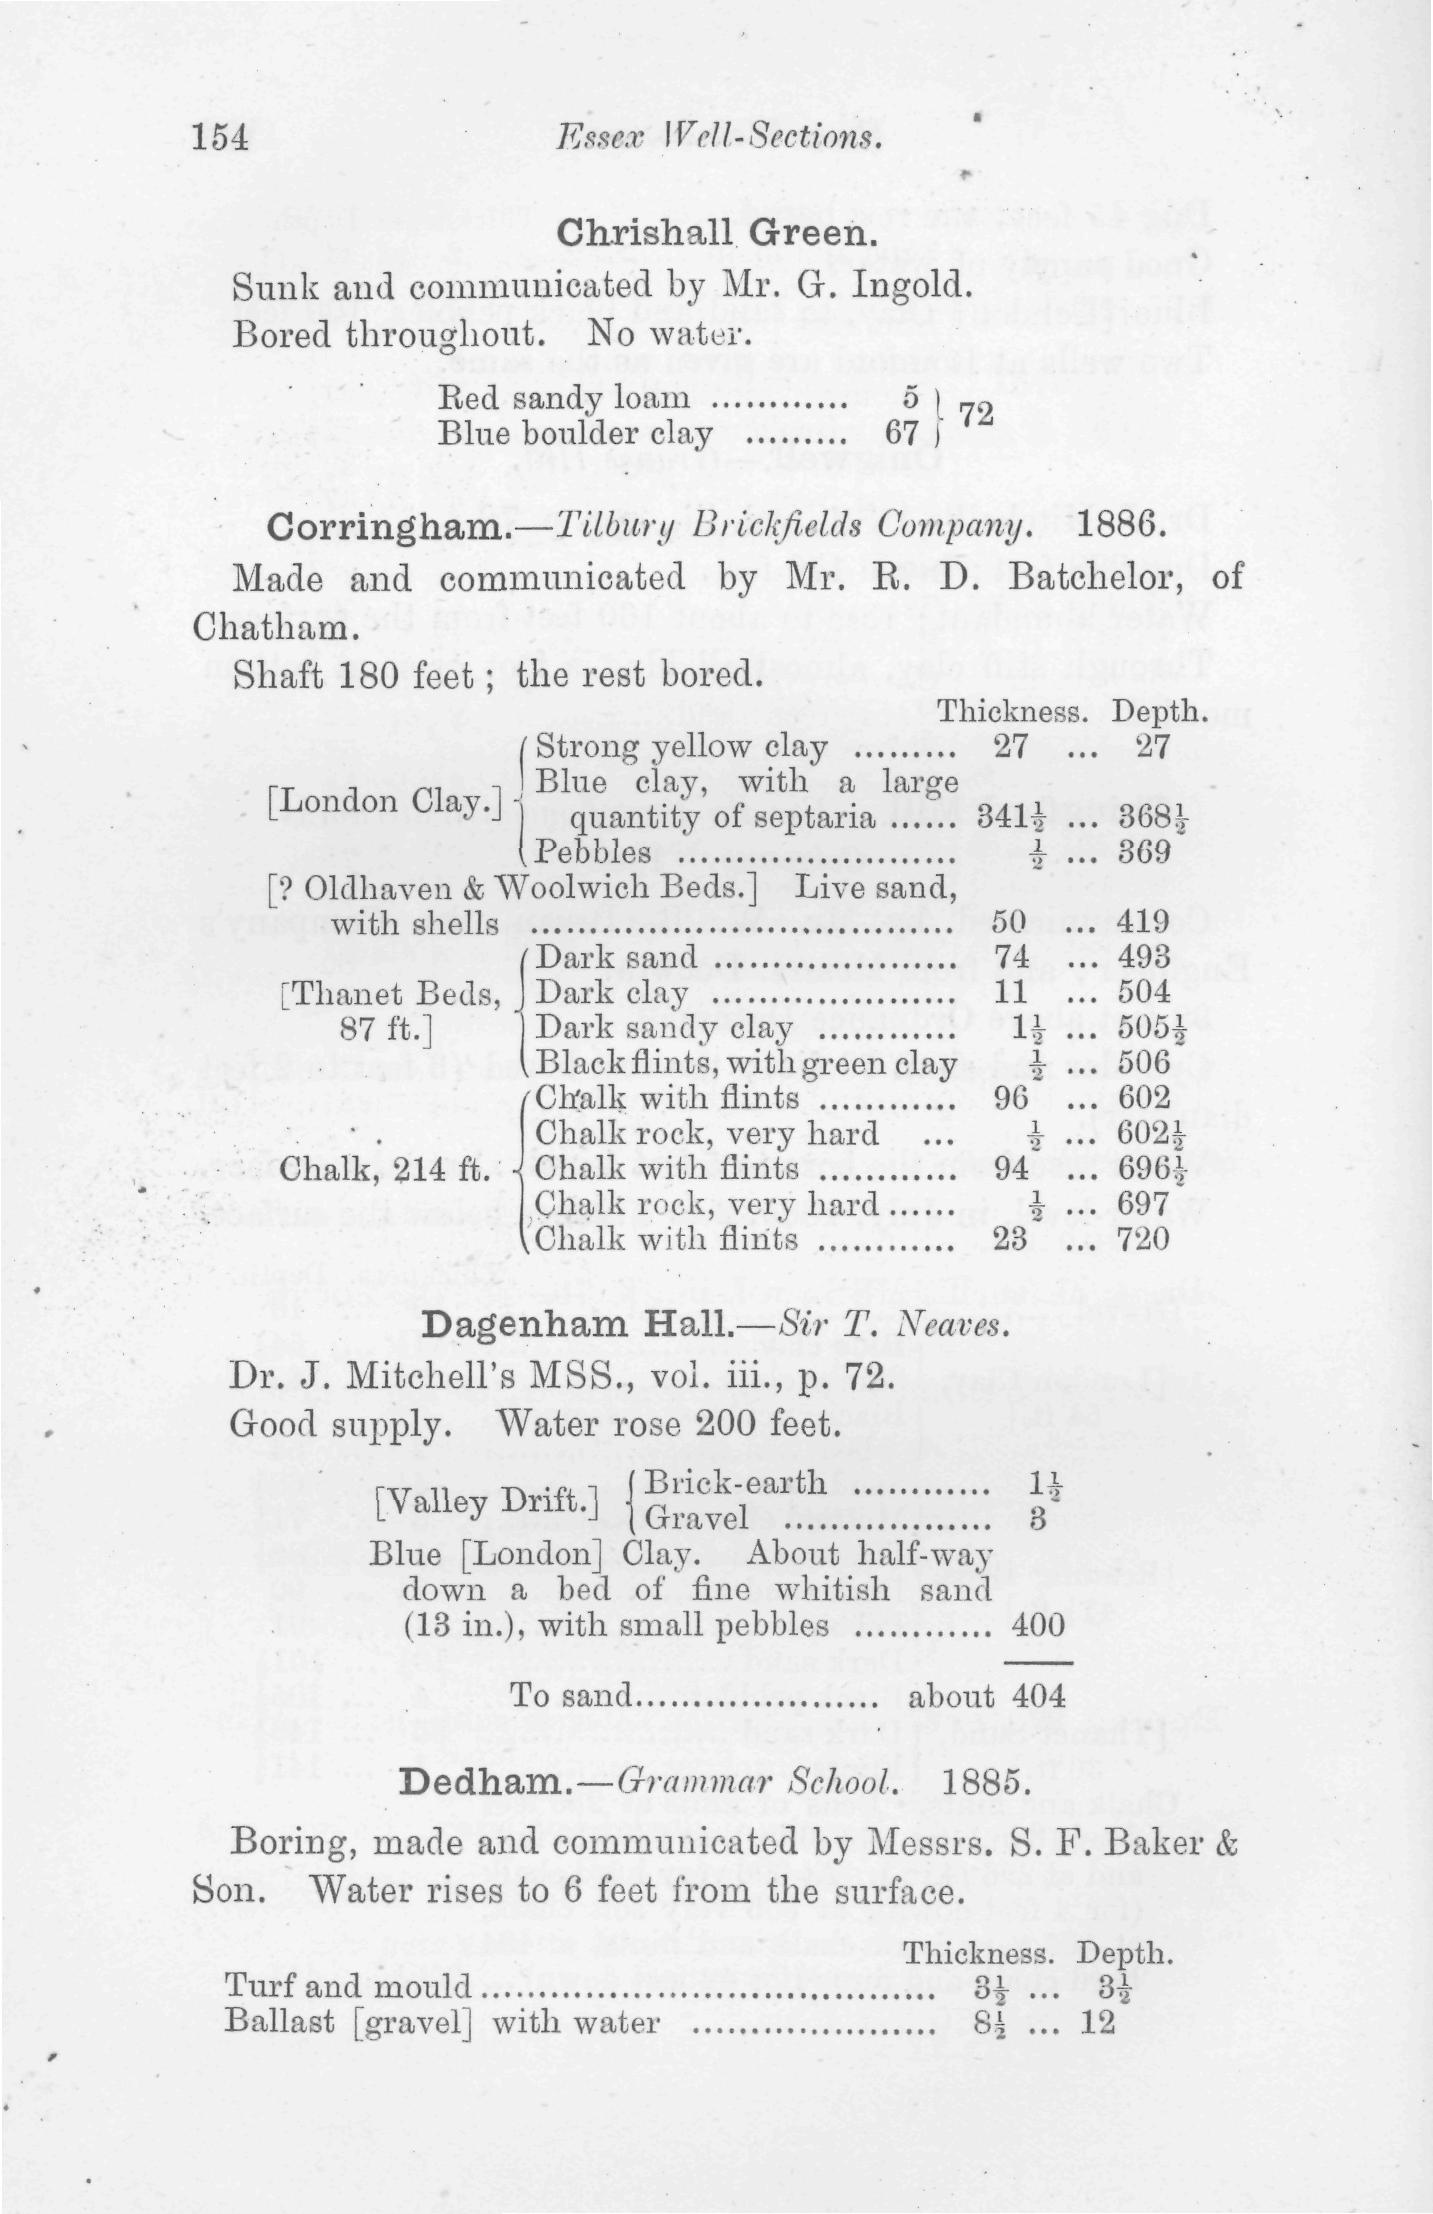 154 Essex Well-Sections.
Chrishall Green.
Sunk and communicated by Mr. G. Ingold.
Bored throughout. No water.
Red sandy loam ............ 5 } 72
Blue boulder clay ......... 67
Corringham.—Tilbury Brickfields Company. 1886.
Made and communicated by Mr. R. D. Batchelor, of
Chatham.
Shaft 180 feet; the rest bored.
Thickness. Depth.
Strong yellow clay ......... 27 ... 27
Blue clay, with a large
[London Clay.] quantity of septaria ...... 341½ ... 368½
Pebbles ........................ ½ ... 369
[? Oldhaven & Woolwich Beds.] Live sand,
with shells .................................... 50 ... 419
Dark sand ..................... 74 ... 493
[Thanet Beds, Dark clay ..................... 11 ... 504
87 ft.] Dark sandy clay ............ 1½ ... 505½
Black flints, with green clay ½ ... 506
Chalk with flints ............ 96 ... 602
Chalk rock, very hard ... ½ ... 602½
Chalk, 214 ft. Chalk with flints ............ 94 ... 696½
Chalk rock, very hard ...... ½ ... 697
Chalk with flints ............ 23 ... 720
Dagenham Hall.—Sir T. Neaves.
Dr. J. Mitchell's MSS., vol. iii., p. 72.
Good supply. Water rose 200 feet.
[Valley Drift.] { Brick-earth ............ 1½
Gravel .................. 3
Blue [London] Clay. About half-way
down a bed of fine whitish sand
(13 in.), with small pebbles ............ 400
To sand..................... about 404
Dedham.—Grammar School. 1885.
Boring, made and communicated by Messrs. S. F. Baker &
Son. Water rises to 6 feet from the surface.
Thickness. Depth.
Turf and mould ....................................... 3½ ... 3½
Ballast [gravel] with water ..................... 8½ ... 12